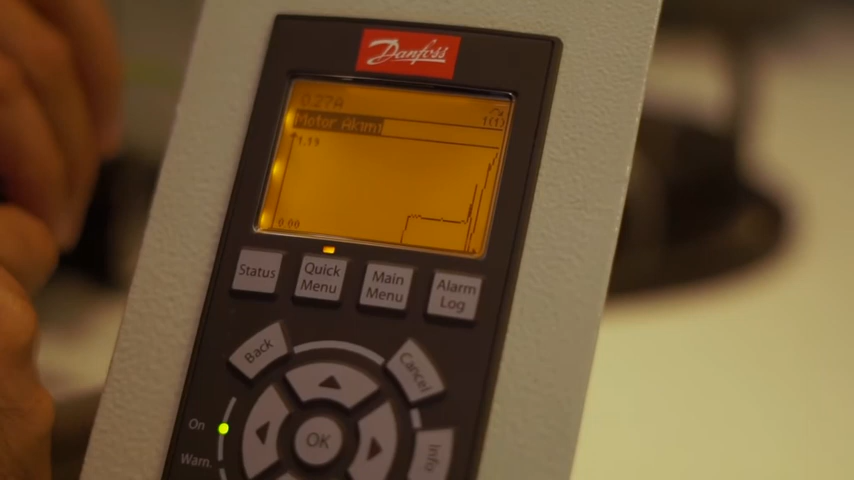 Danfoss
0.27A
1(1)
Motor Akımı
1.19
0.00
Status
Quick
Menu
Main
Menu
Alarm
Log
Back
Cancel
On
OK
Info
Warn.